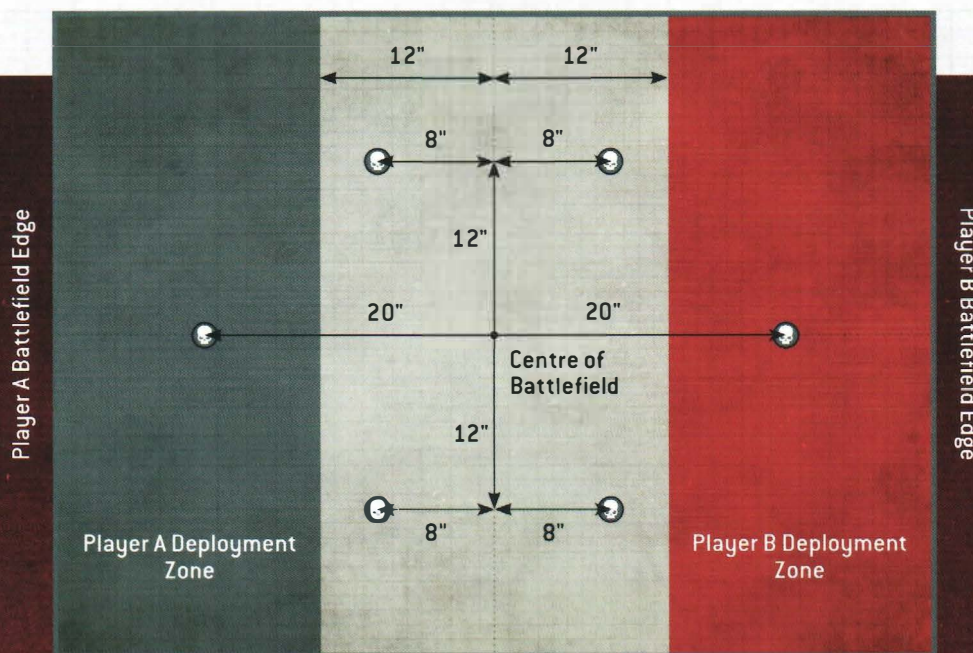 12" 12"
8" 8"
12"
20" 20"
Centre of
Battlefield
12"
8" 8"
Player A Deployment
Zone
Player B Deployment
Zone
Player A Battlefield Edge
Player B Battlefield Edge